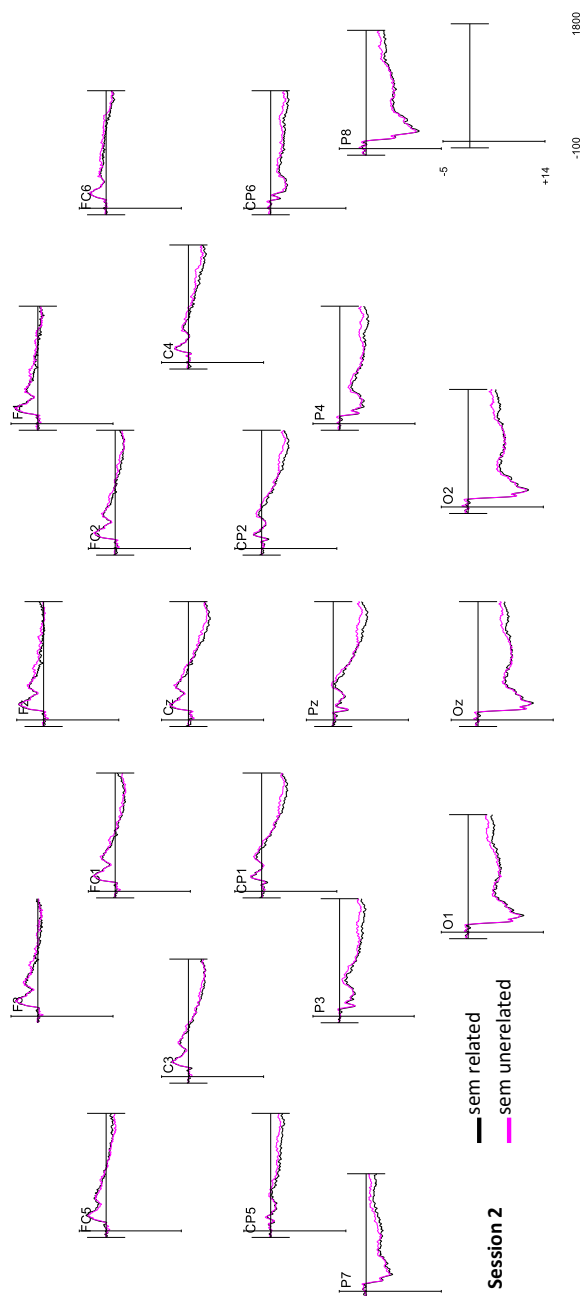 F3
Fz
F4
FC5
FC1
FC2
FC6
C3
Cz
C4
CP5
CP1
CP2
CP6
P7
P3
Pz
P4
P8
O1
Oz
O2
sem related
sem unerelated
Session 2
-5
+14
-100
1800